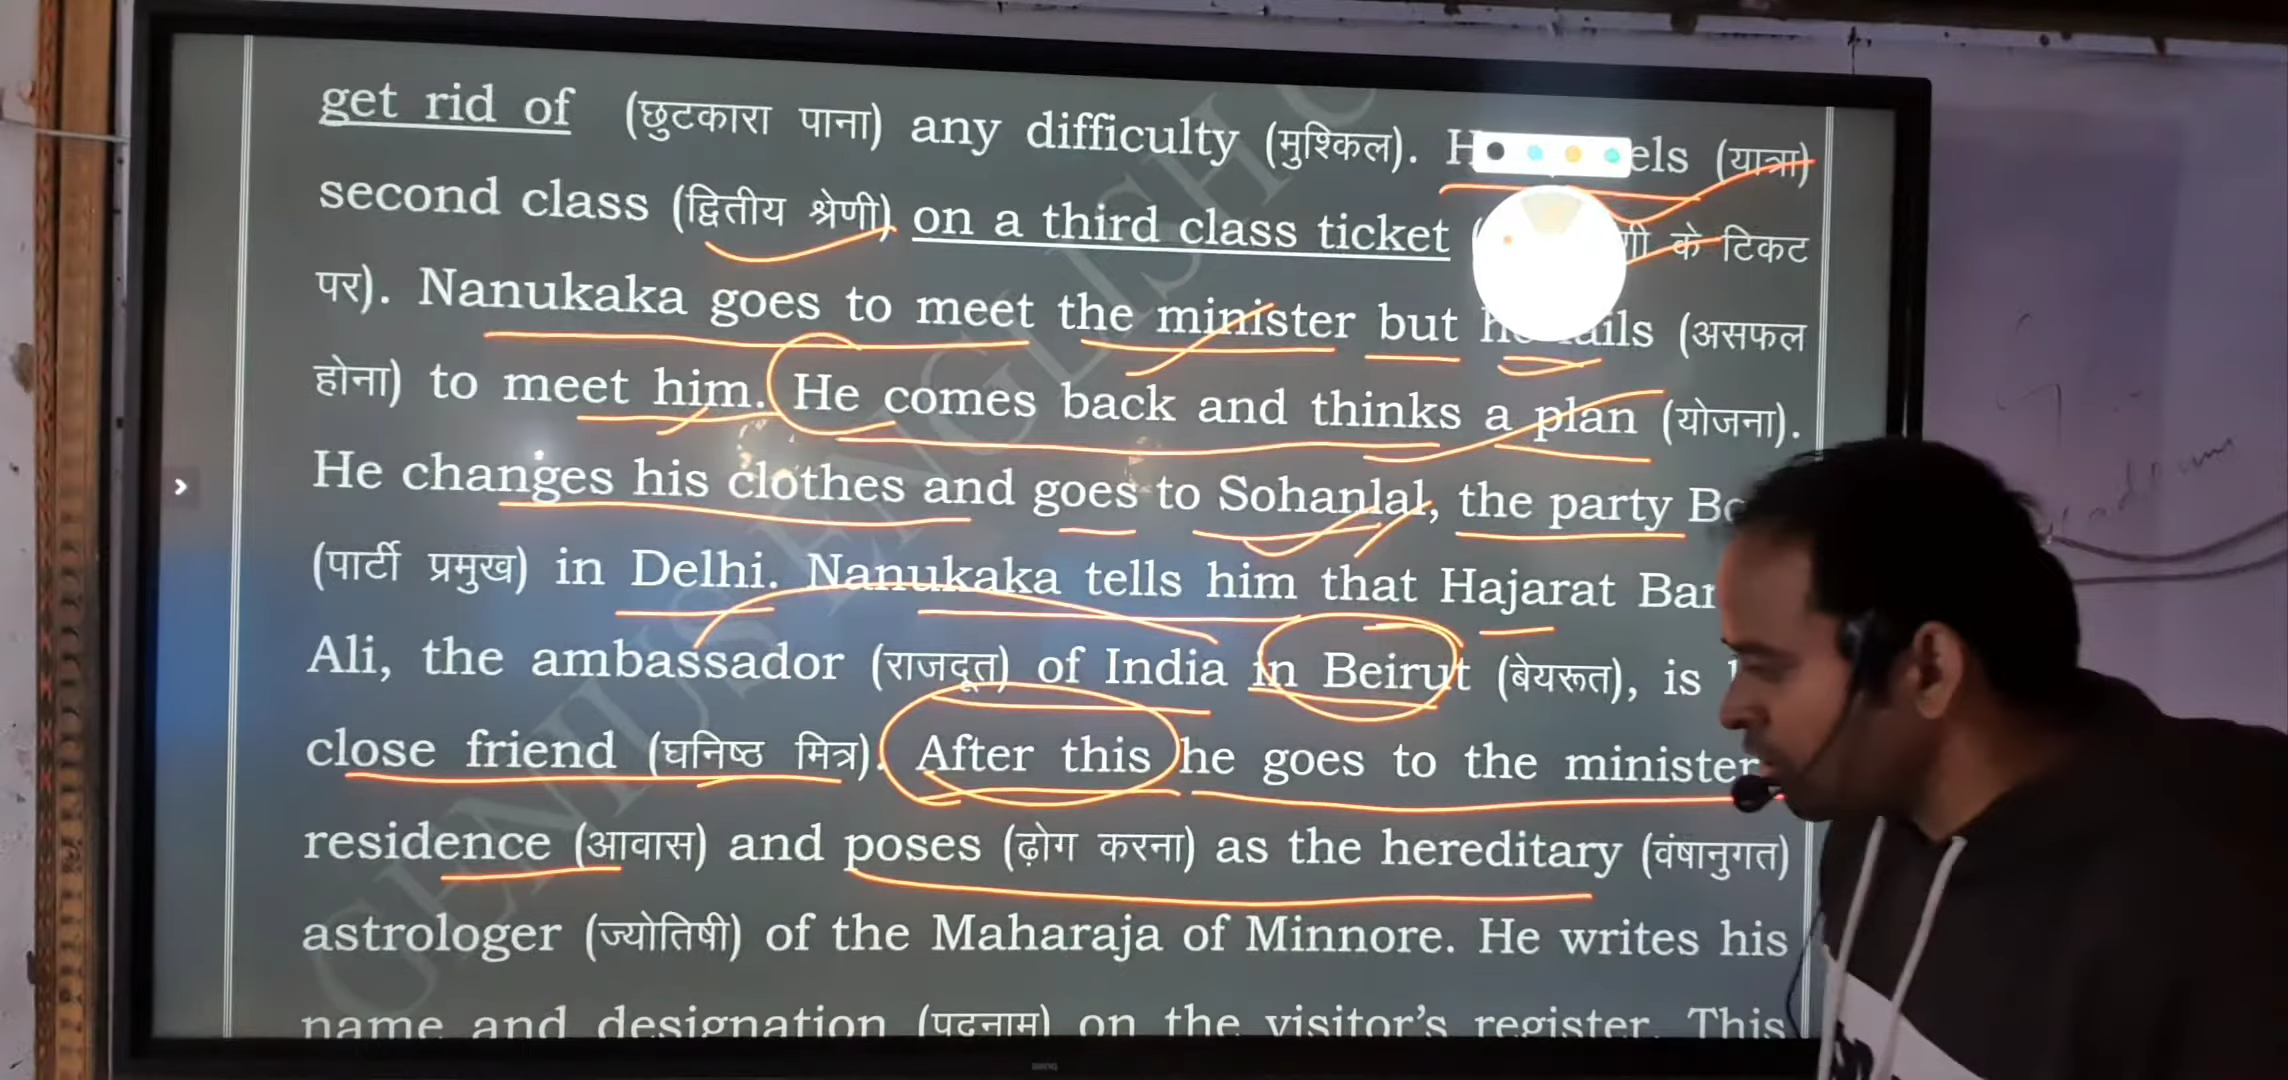 get rid of (छुटकारा पाना) any difficulty (मुश्किल). H els (यात्रा)
second class (द्वितीय श्रेणी) on a third class ticket के टिकट
पर). Nanukaka goes to meet the minister but (असफल
होना) to meet him. He comes back and thinks a plan (योजना).
He changes his clothes and goes to Sohanlal, the party
(पार्टी प्रमुख) in Delhi. Nanukaka tells him that Hajarat
Ali, the ambassador (राजदूत) of India in Beirut (बेयरूत), is
close friend (घनिष्ठ मित्र). After this he goes to the minister
residence (आवास) and poses (ढ़ोग करना) as the hereditary (वंषानुगत)
astrologer (ज्योतिषी) of the Maharaja of Minnore. He writes his
name and designation (पदनाम) on the visitor's register. This
GENIUS ENGLISH